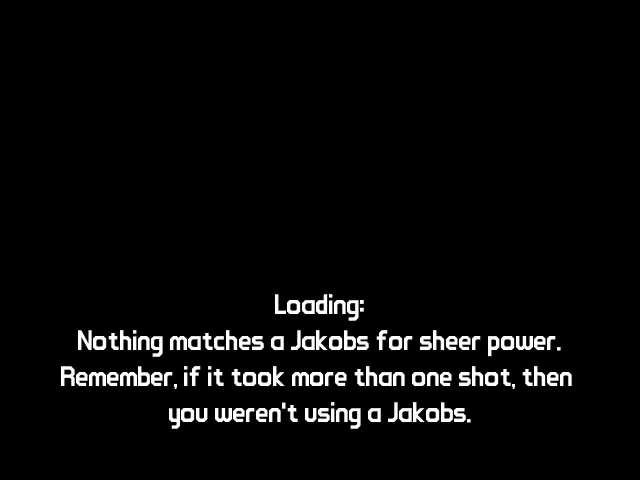 Loading:
Nothing matches a Jakobs for sheer power.
Remember, if it took more than one shot, then
you weren't using a Jakobs.